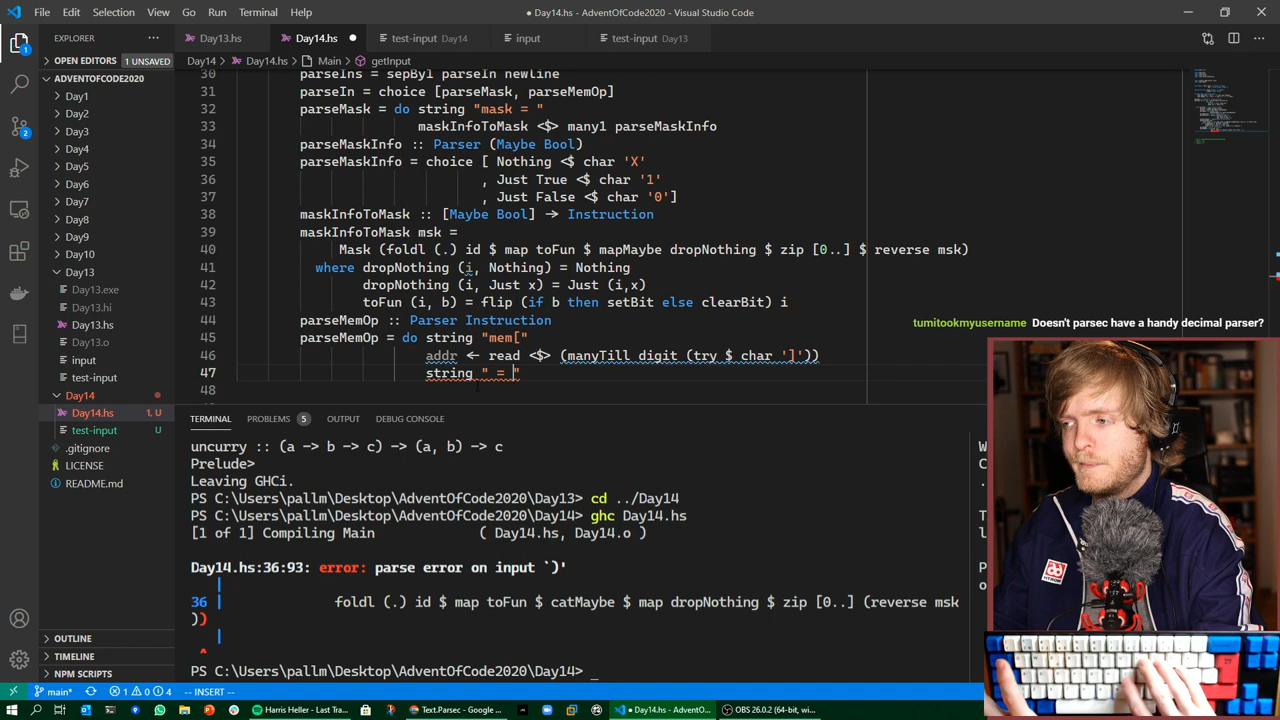 File Edit Selection View Go Run Terminal Help
● Day14.hs - AdventOfCode2020 - Visual Studio Code
EXPLORER
OPEN EDITORS 1 UNSAVED
ADVENTOFCODE2020
Day1
Day2
Day3
Day4
Day5
Day6
Day7
Day8
Day9
Day10
Day13
Day13.exe
Day13.hi
Day13.hs
Day13.o
input
test-input
Day14
Day14.hs 1, U
test-input U
.gitignore
LICENSE
README.md
OUTLINE
TIMELINE
NPM SCRIPTS
Day13.hs Day14.hs ● test-input Day14 input test-input Day13
Day14 > Day14.hs > Main > getInput
30 parseIns = sepBy1 parseIn newline
31 parseIn = choice [parseMask, parseMemOp]
32 parseMask = do string "mask = "
33 maskInfoToMask <$> many1 parseMaskInfo
34 parseMaskInfo :: Parser (Maybe Bool)
35 parseMaskInfo = choice [ Nothing <$ char 'X'
36 , Just True <$ char '1'
37 , Just False <$ char '0']
38 maskInfoToMask :: [Maybe Bool] → Instruction
39 maskInfoToMask msk =
40 Mask (foldl (.) id $ map toFun $ mapMaybe dropNothing $ zip [0..] $ reverse msk)
41 where dropNothing (i, Nothing) = Nothing
42 dropNothing (i, Just x) = Just (i,x)
43 toFun (i, b) = flip (if b then setBit else clearBit) i
44 parseMemOp :: Parser Instruction
45 parseMemOp = do string "mem["
46 addr ← read <$> (manyTill digit (try $ char ']'))
47 string " = "
48
tumitookmyusername Doesn't parsec have a handy decimal parser?
TERMINAL PROBLEMS 5 OUTPUT DEBUG CONSOLE
uncurry :: (a -> b -> c) -> (a, b) -> c
Prelude>
Leaving GHCi.
PS C:\Users\pallm\Desktop\AdventOfCode2020\Day13> cd ../Day14
PS C:\Users\pallm\Desktop\AdventOfCode2020\Day14> ghc Day14.hs
[1 of 1] Compiling Main ( Day14.hs, Day14.o )
Day14.hs:36:93: error: parse error on input `)'
|
36 | foldl (.) id $ map toFun $ catMaybe $ map dropNothing $ zip [0..] (reverse msk
))
| ^
PS C:\Users\pallm\Desktop\AdventOfCode2020\Day14> _
main* 1 0 4 -- INSERT --
Harris Heller - Last Tra...
Text.Parsec - Google ...
Day14.hs - AdventO...
OBS 26.0.2 (64-bit, w...